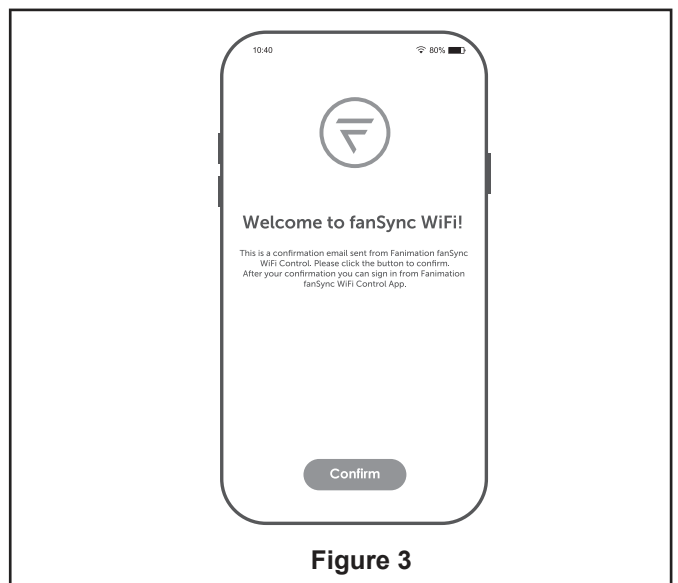 10:40
80%
Welcome to fanSync WiFi!
This is a confirmation email sent from Fanimation fanSync
WiFi Control. Please click the button to confirm.
After your confirmation you can sign in from Fanimation
fanSync WiFi Control App.
Confirm
Figure 3